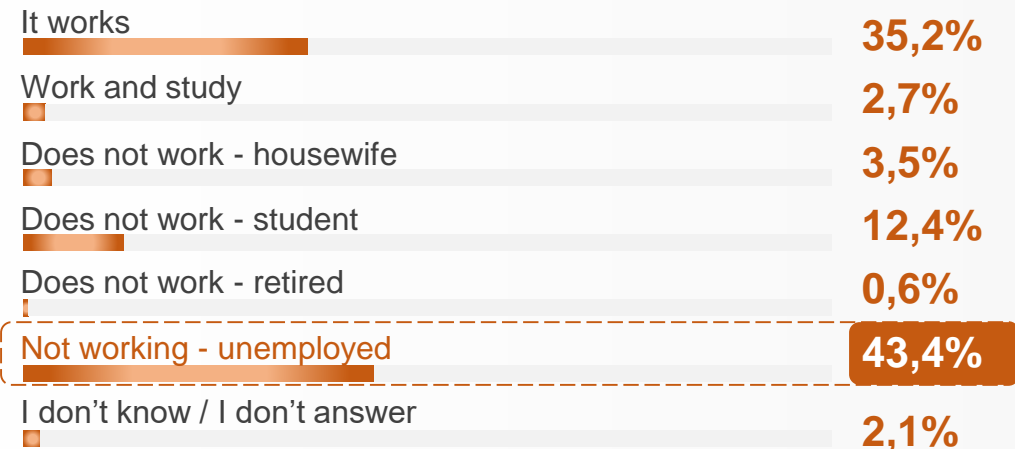 It works
35,2%
Work and study
2,7%
Does not work - housewife
3,5%
Does not work - student
12,4%
Does not work - retired
0,6%
Not working - unemployed
43,4%
I don’t know / I don’t answer
2,1%